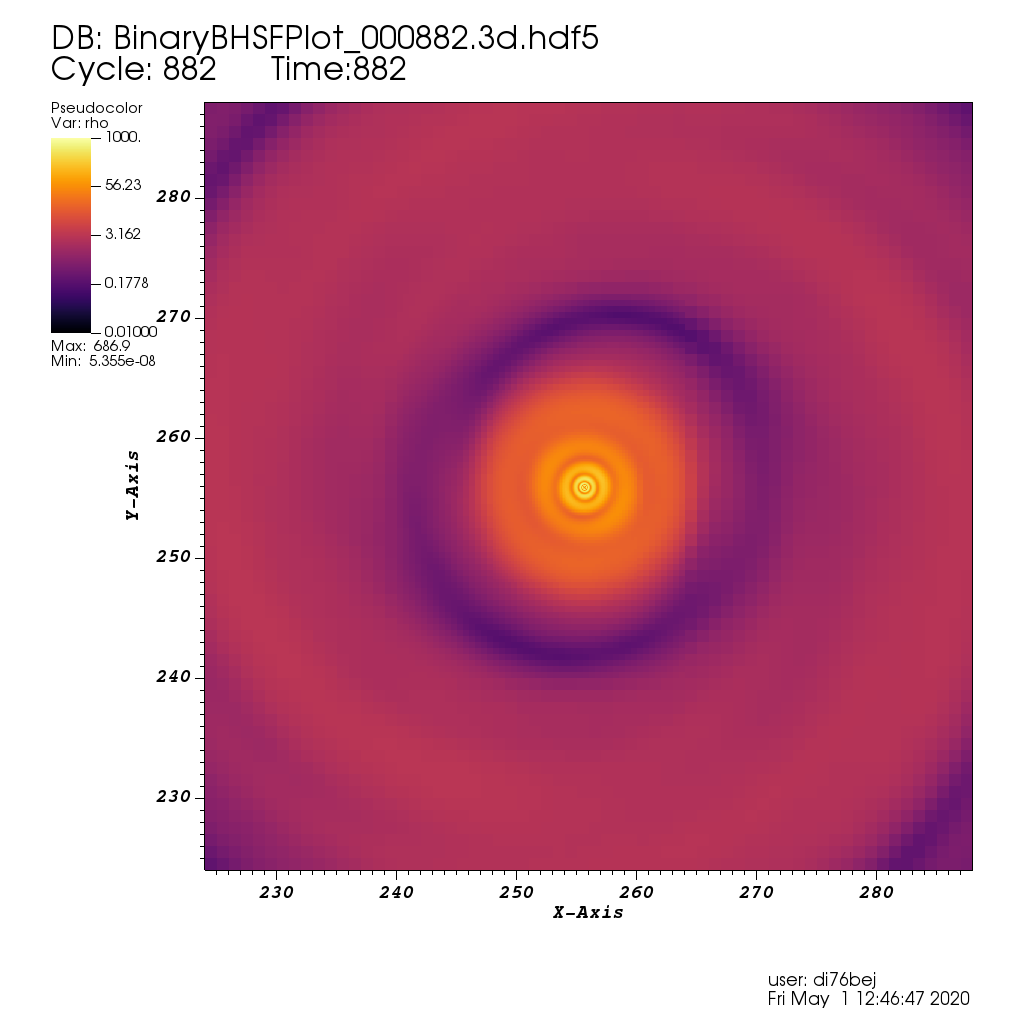 DB: BinaryBHSFPlot_000882.3d.hdf5
Cycle: 882 Time:882
Pseudocolor
Var: rho
1000.
56.23
3.162
0.1778
0.01000
Max: 686.9
Min: 5.355e-08
280
270
260
250
240
230
Y-Axis
230 240 250 260 270 280
X-Axis
user: di76bej
Fri May 1 12:46:47 2020